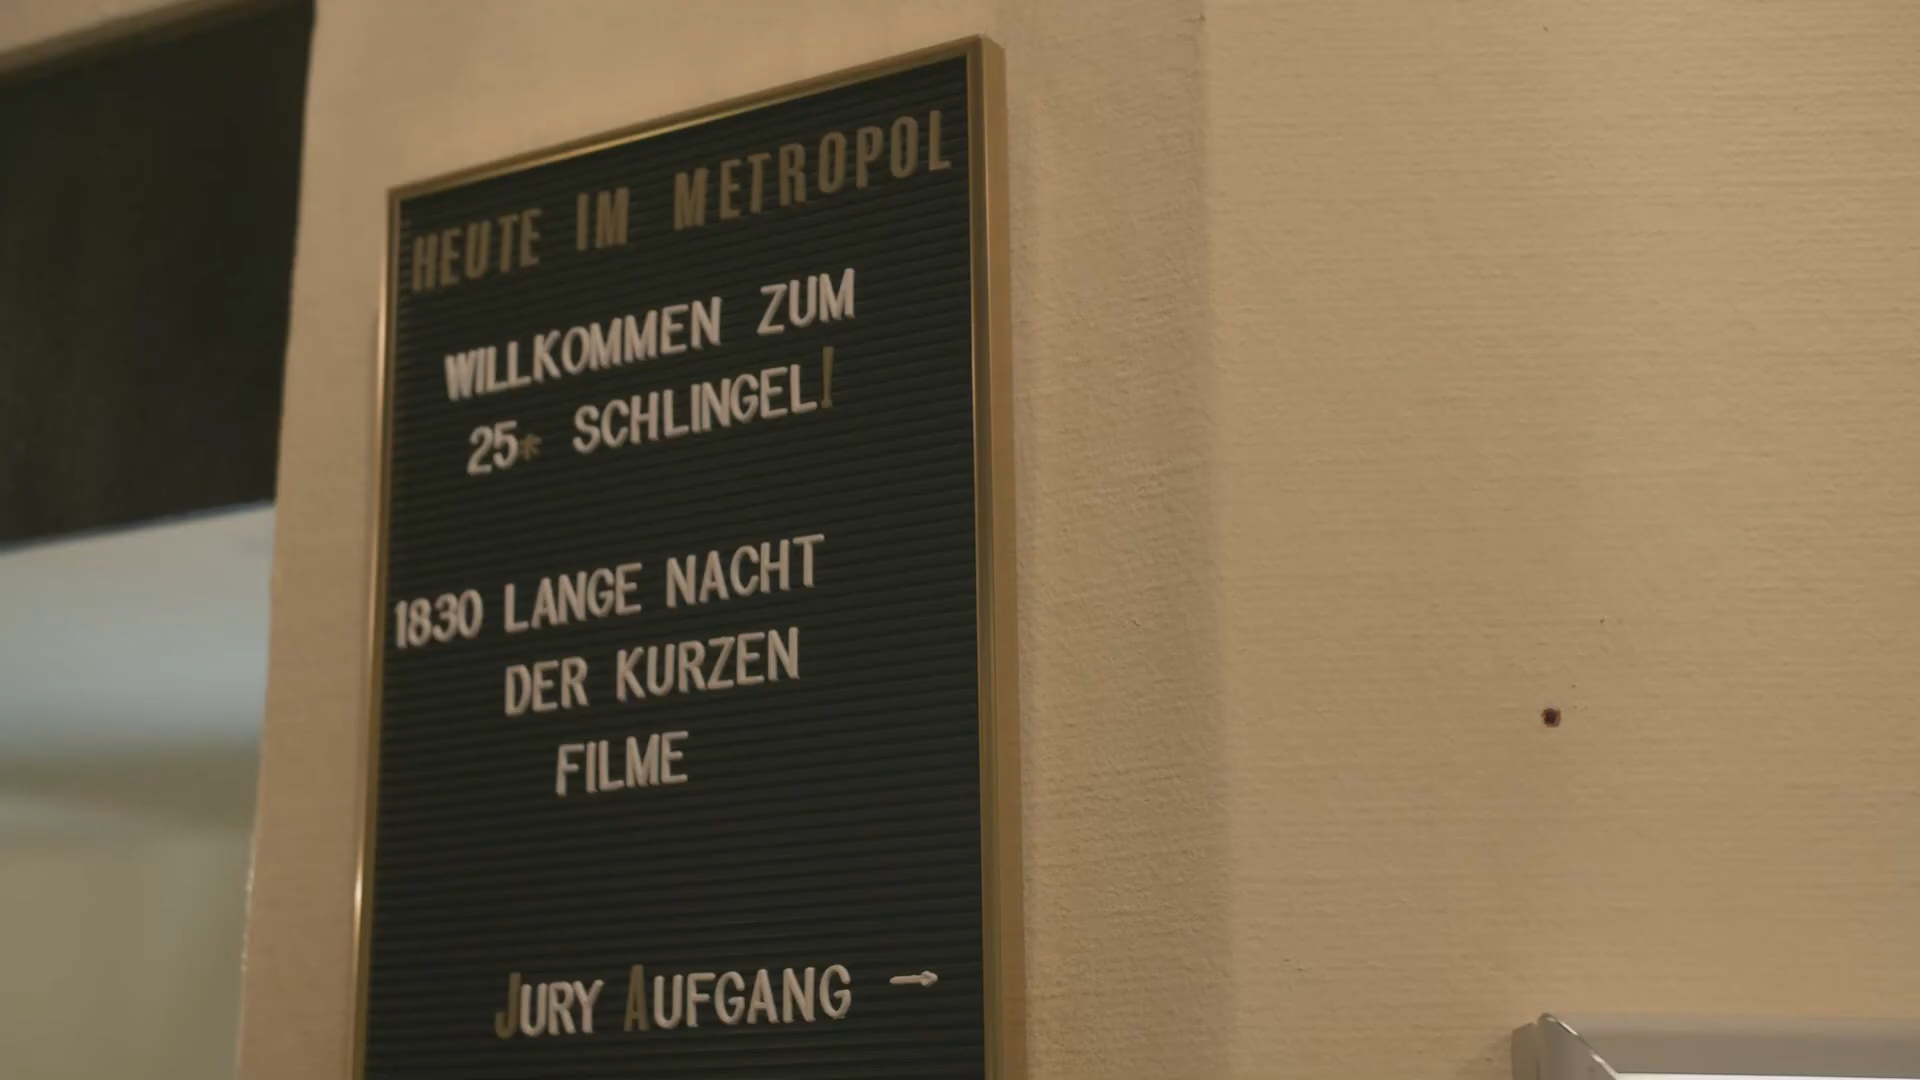 HEUTE IM METROPOL
WILLKOMMEN ZUM
25* SCHLINGEL!
1830 LANGE NACHT
DER KURZEN
FILME
JURY AUFGANG →